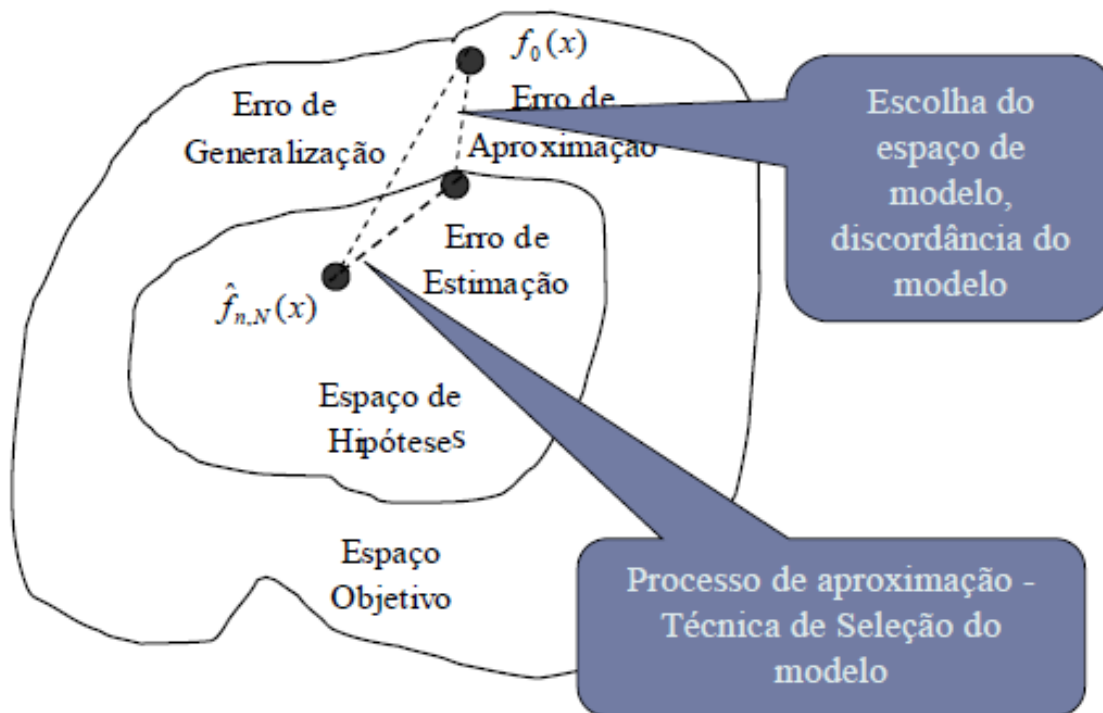 f₀(x)
Erro de
Generalização
Erro de
Aproximação
Escolha do
espaço de
modelo,
discordância do
modelo
Erro de
Estimação
f̂ₙ,N(x)
Espaço de
Hipóteses
Espaço
Objetivo
Processo de aproximação -
Técnica de Seleção do
modelo